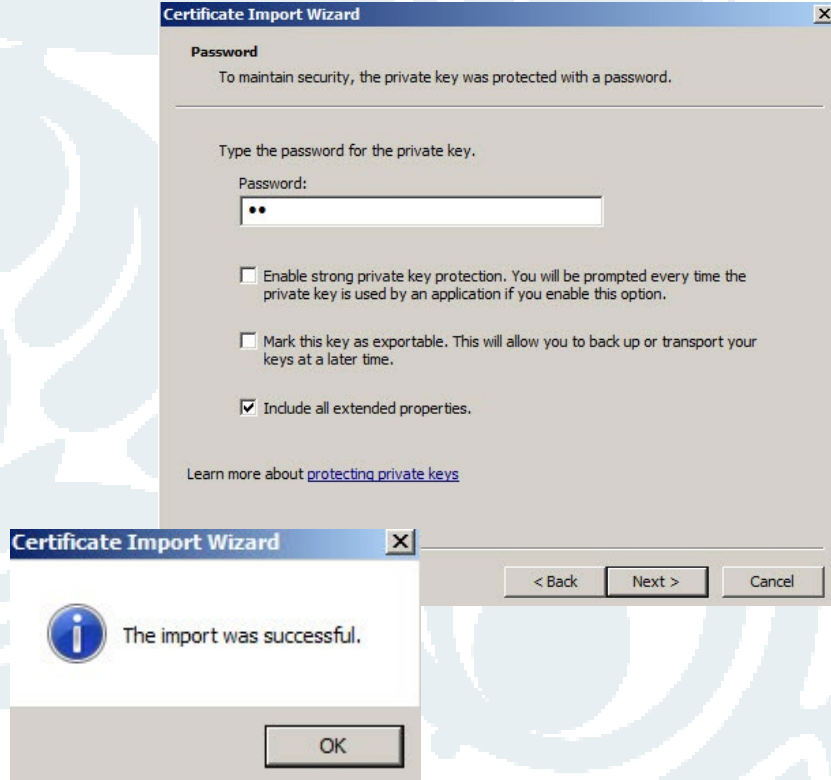 Certificate Import Wizard
Password
To maintain security, the private key was protected with a password.
Type the password for the private key.
Password:
••
Enable strong private key protection. You will be prompted every time the
private key is used by an application if you enable this option.
Mark this key as exportable. This will allow you to back up or transport your
keys at a later time.
Include all extended properties.
Learn more about protecting private keys
< Back
Next >
Cancel
Certificate Import Wizard
The import was successful.
OK